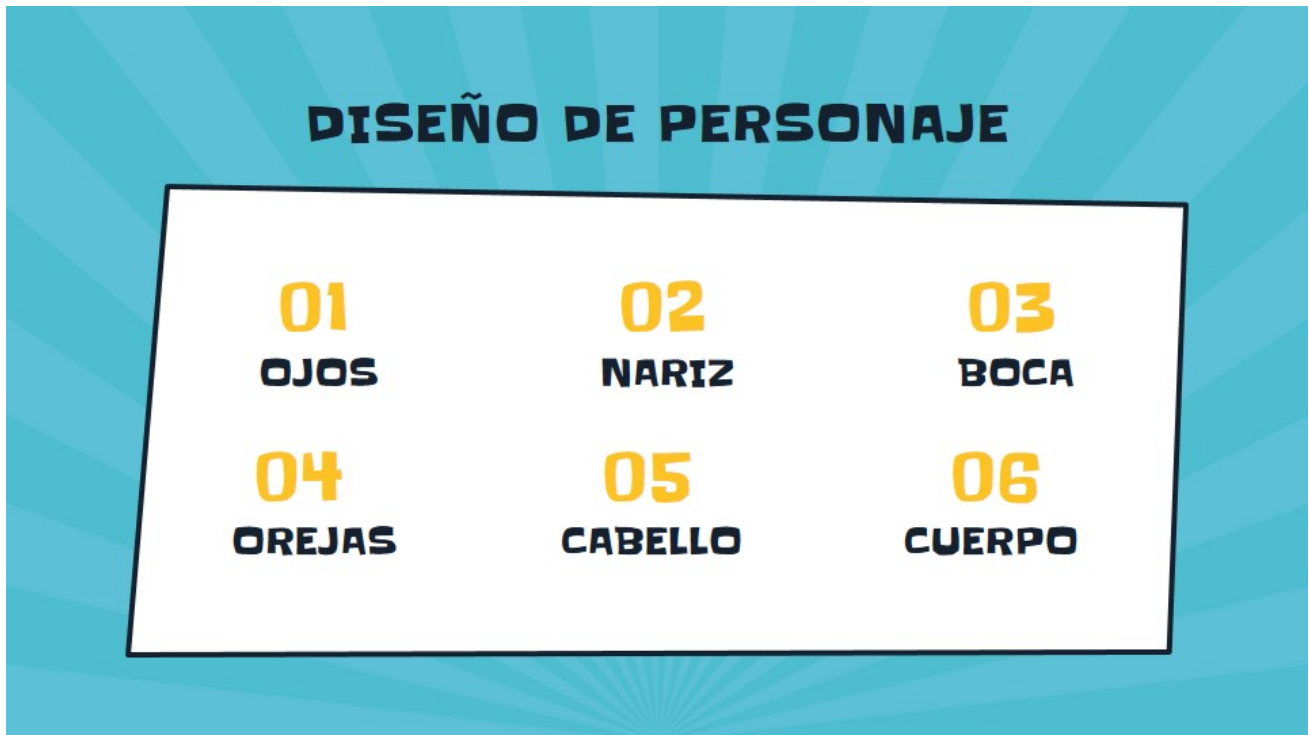 DISEÑO DE PERSONAJE
01 02 03
OJOS NARIZ BOCA
04 05 06
OREJAS CABELLO CUERPO